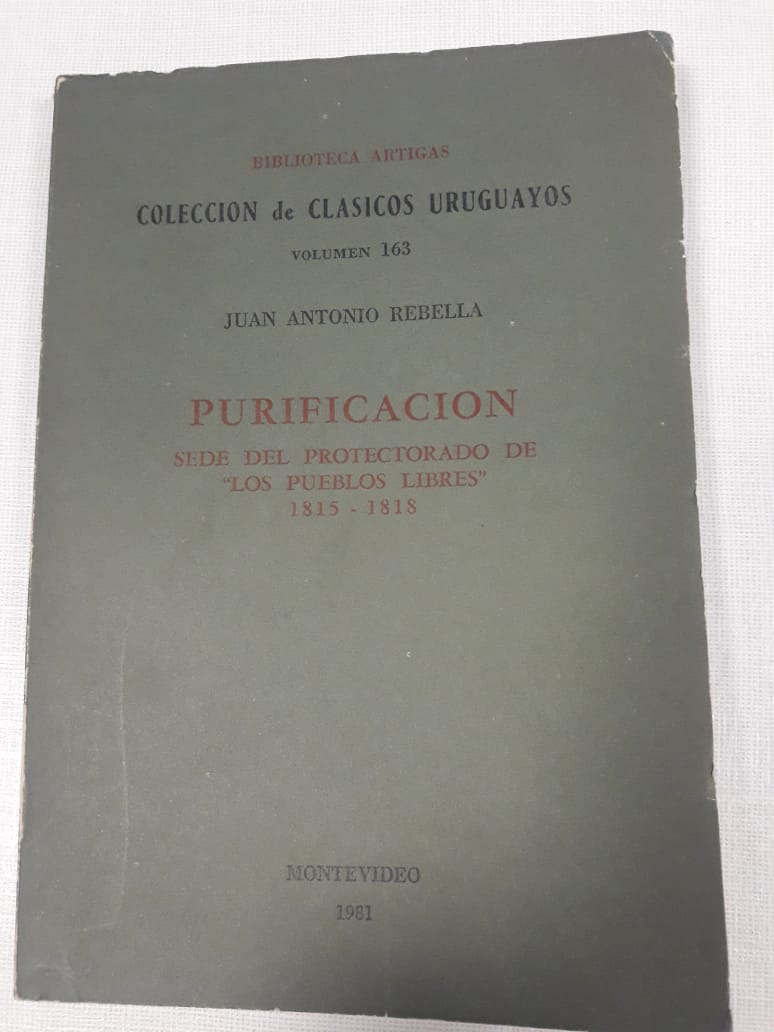 BIBLIOTECA ARTIGAS
COLECCION de CLASICOS URUGUAYOS
VOLUMEN 163
JUAN ANTONIO REBELLA
PURIFICACION
SEDE DEL PROTECTORADO DE
"LOS PUEBLOS LIBRES"
1815 - 1818
MONTEVIDEO
1981